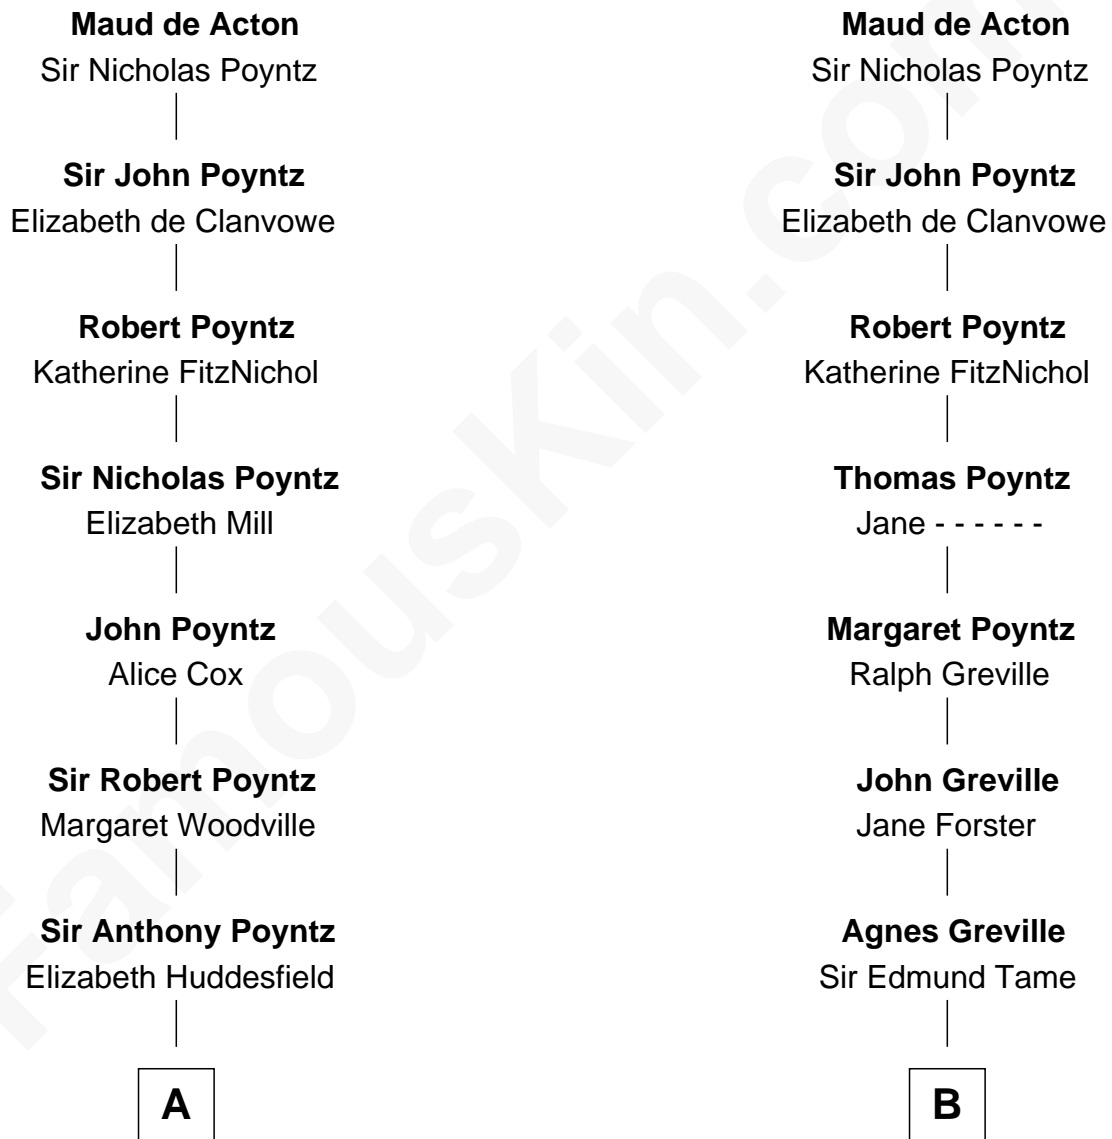 Maud de Acton
Sir Nicholas Poyntz
Sir John Poyntz
Elizabeth de Clanvowe
Robert Poyntz
Katherine FitzNichol
Sir Nicholas Poyntz
Elizabeth Mill
John Poyntz
Alice Cox
Sir Robert Poyntz
Margaret Woodville
Sir Anthony Poyntz
Elizabeth Huddesfield
A
Maud de Acton
Sir Nicholas Poyntz
Sir John Poyntz
Elizabeth de Clanvowe
Robert Poyntz
Katherine FitzNichol
Thomas Poyntz
Jane - - - - - -
Margaret Poyntz
Ralph Greville
John Greville
Jane Forster
Agnes Greville
Sir Edmund Tame
B
FamousKin.com